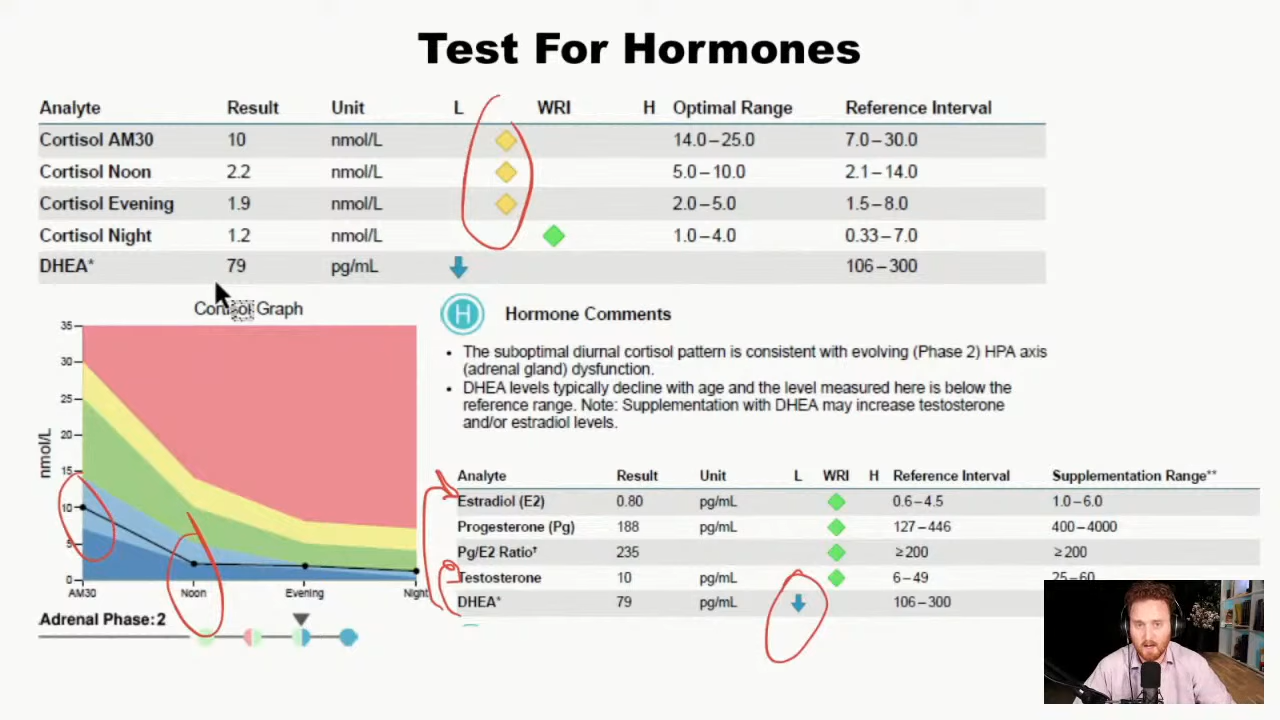 Test For Hormones
Analyte Result Unit L WRI H Optimal Range Reference Interval
Cortisol AM30 10 nmol/L 14.0–25.0 7.0–30.0
Cortisol Noon 2.2 nmol/L 5.0–10.0 2.1–14.0
Cortisol Evening 1.9 nmol/L 2.0–5.0 1.5–8.0
Cortisol Night 1.2 nmol/L 1.0–4.0 0.33–7.0
DHEA* 79 pg/mL 106–300
Cortisol Graph
35
30
25
20
15
10
5
0
nmol/L
AM30 Noon Evening Night
Adrenal Phase: 2
H Hormone Comments
• The suboptimal diurnal cortisol pattern is consistent with evolving (Phase 2) HPA axis
(adrenal gland) dysfunction.
• DHEA levels typically decline with age and the level measured here is below the
reference range. Note: Supplementation with DHEA may increase testosterone
and/or estradiol levels.
Analyte Result Unit L WRI H Reference Interval Supplementation Range**
Estradiol (E2) 0.80 pg/mL 0.6–4.5 1.0–6.0
Progesterone (Pg) 188 pg/mL 127–446 400–4000
Pg/E2 Ratio† 235 ≥200 ≥200
Testosterone 10 pg/mL 6–49 25–60
DHEA* 79 pg/mL 106–300